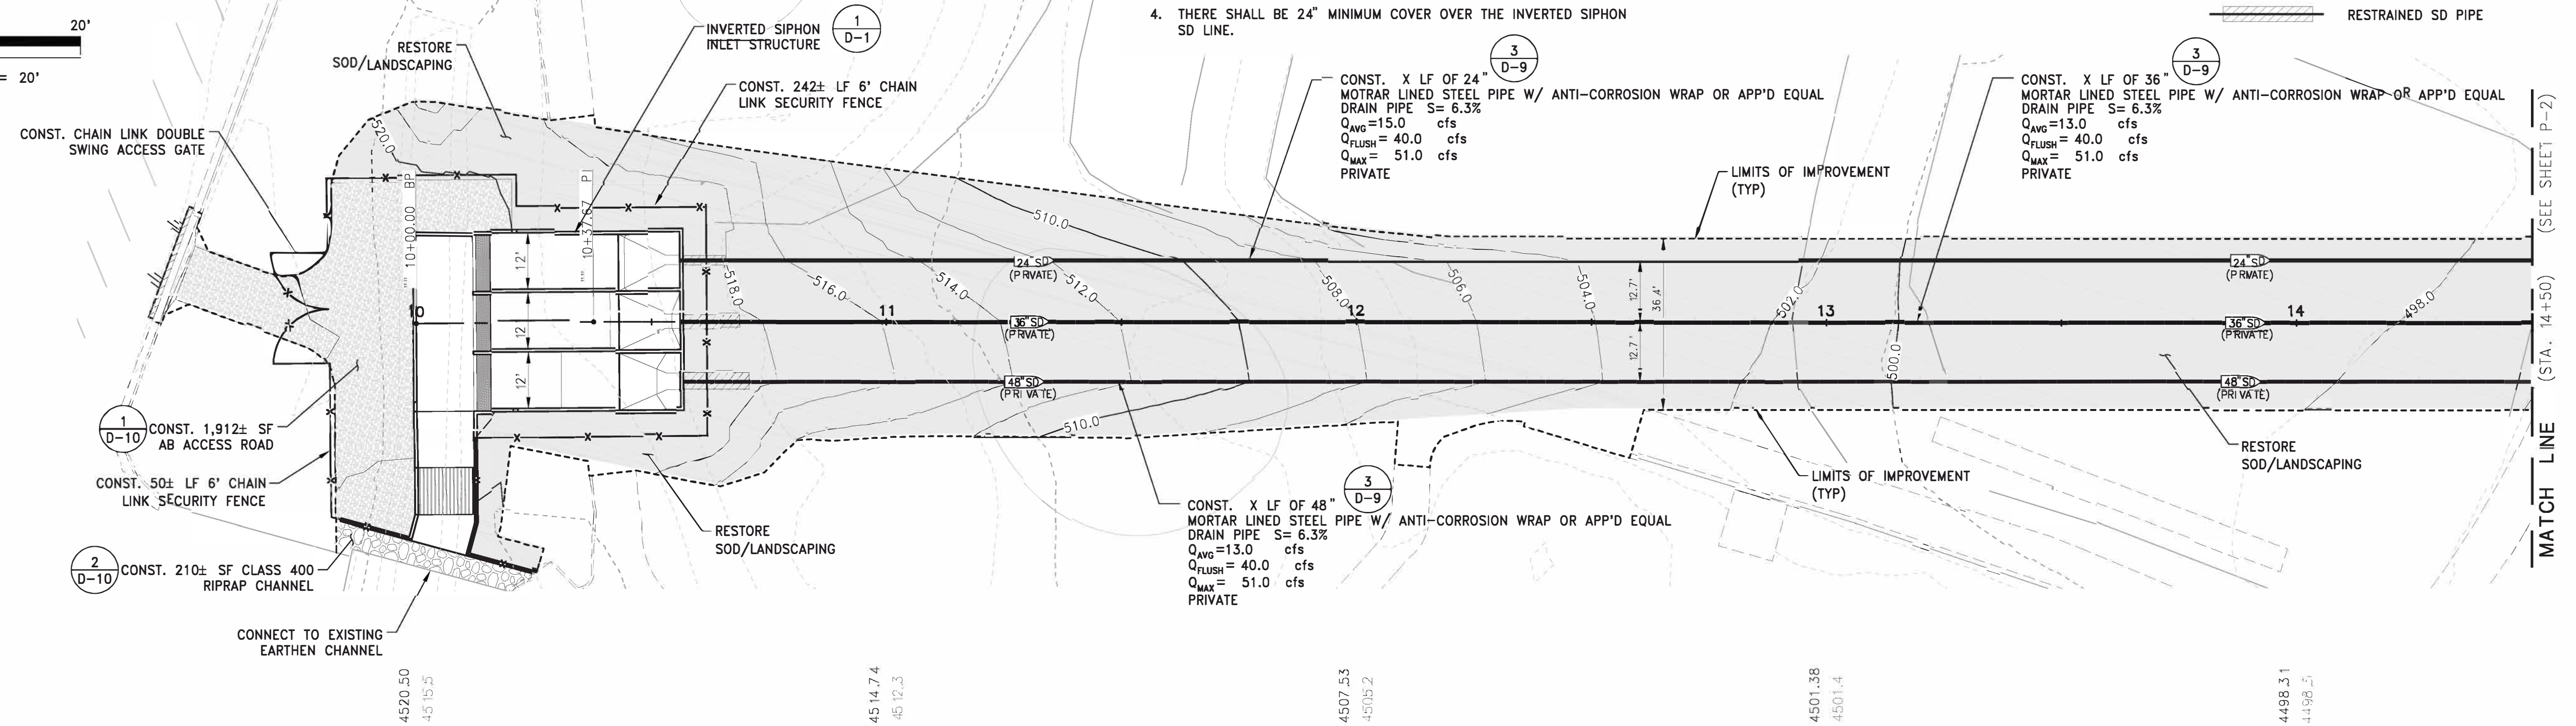 20'
= 20'
RESTORE
SOD/LANDSCAPING
INVERTED SIPHON
INLET STRUCTURE
1
D-1
CONST. 242± LF 6' CHAIN
LINK SECURITY FENCE
4. THERE SHALL BE 24" MINIMUM COVER OVER THE INVERTED SIPHON
SD LINE.
RESTRAINED SD PIPE
3
D-9
CONST. X LF OF 24"
MOTRAR LINED STEEL PIPE W/ ANTI-CORROSION WRAP OR APP'D EQUAL
DRAIN PIPE S= 6.3%
QAVG=15.0 cfs
QFLUSH= 40.0 cfs
QMAX= 51.0 cfs
PRIVATE
3
D-9
CONST. X LF OF 36"
MORTAR LINED STEEL PIPE W/ ANTI-CORROSION WRAP OR APP'D EQUAL
DRAIN PIPE S= 6.3%
QAVG=13.0 cfs
QFLUSH= 40.0 cfs
QMAX= 51.0 cfs
PRIVATE
LIMITS OF IMPROVEMENT
(TYP)
CONST. CHAIN LINK DOUBLE
SWING ACCESS GATE
520.0
10+00.00 BP
10+37.67 PI
12'
12
12'
10
11
12
13
14
518.0
516.0
514.0
512.0
510.0
508.0
506.0
504.0
502.0
500.0
498.0
510.0
24"SD
(PRIVATE)
36"SD
(PRIVATE)
48"SD
(PRIVATE)
12.7'
12.7'
36.4'
24"SD
(PRIVATE)
36"SD
(PRIVATE)
48"SD
(PRIVATE)
MATCH LINE (STA. 14+50) (SEE SHEET P-2)
1
D-10
CONST. 1,912± SF
AB ACCESS ROAD
CONST. 50± LF 6' CHAIN
LINK SECURITY FENCE
2
D-10
CONST. 210± SF CLASS 400
RIPRAP CHANNEL
CONNECT TO EXISTING
EARTHEN CHANNEL
RESTORE
SOD/LANDSCAPING
3
D-9
CONST. X LF OF 48"
MORTAR LINED STEEL PIPE W/ ANTI-CORROSION WRAP OR APP'D EQUAL
DRAIN PIPE S= 6.3%
QAVG=13.0 cfs
QFLUSH= 40.0 cfs
QMAX= 51.0 cfs
PRIVATE
LIMITS OF IMPROVEMENT
(TYP)
RESTORE
SOD/LANDSCAPING
4520.50
4515.5
4514.74
4512.3
4507.53
4505.2
4501.38
4501.4
4498.31